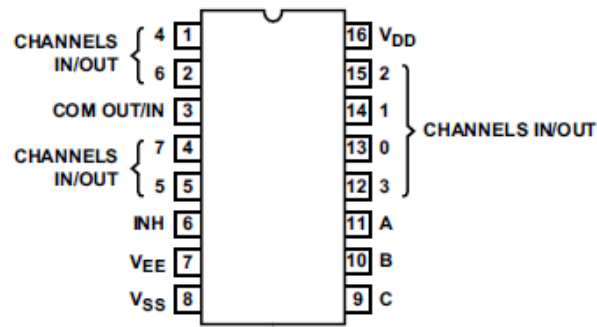 CHANNELS IN/OUT
4 1
6 2
COM OUT/IN 3
CHANNELS IN/OUT
7 4
5 5
INH 6
VEE 7
VSS 8
16 VDD
15 2
14 1
13 0
12 3
CHANNELS IN/OUT
11 A
10 B
9 C